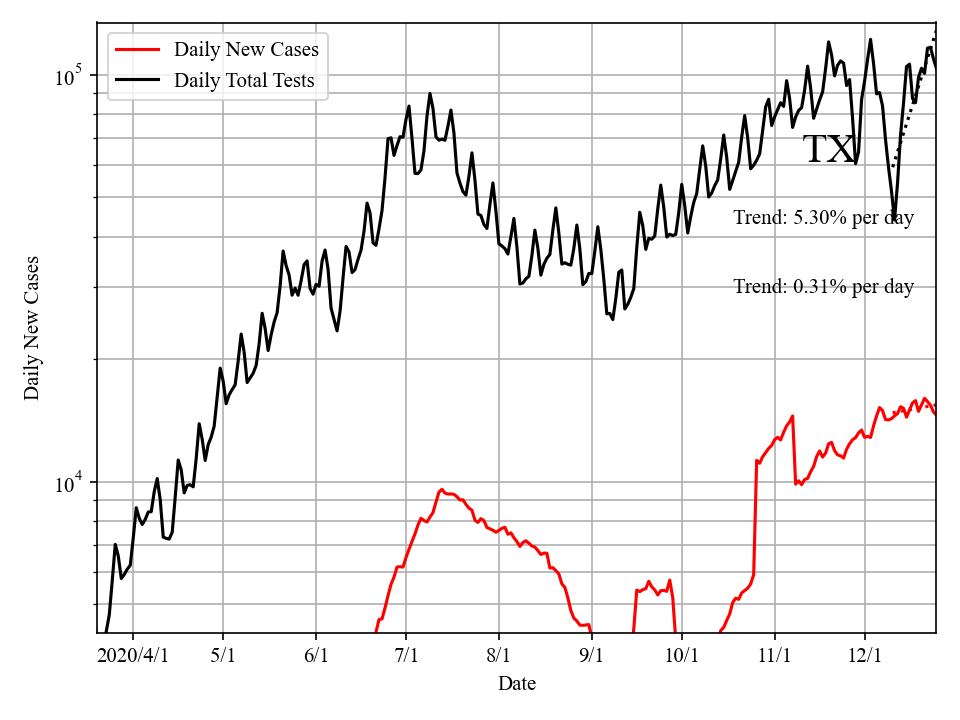 Daily New Cases
Daily Total Tests
10^5
TX
Trend: 5.30% per day
Trend: 0.31% per day
Daily New Cases
10^4
2020/4/1 5/1 6/1 7/1 8/1 9/1 10/1 11/1 12/1
Date